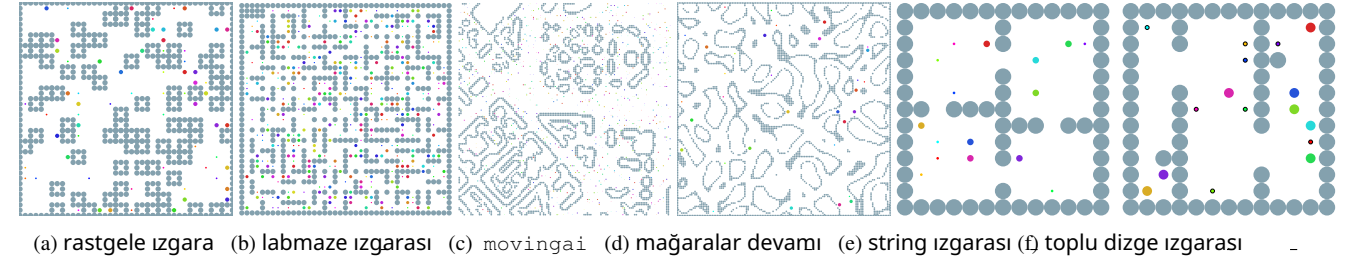 (a) rastgele ızgara (b) labmaze ızgarası (c) movingai (d) mağaralar devamı (e) string ızgarası (f) toplu dizge ızgarası _